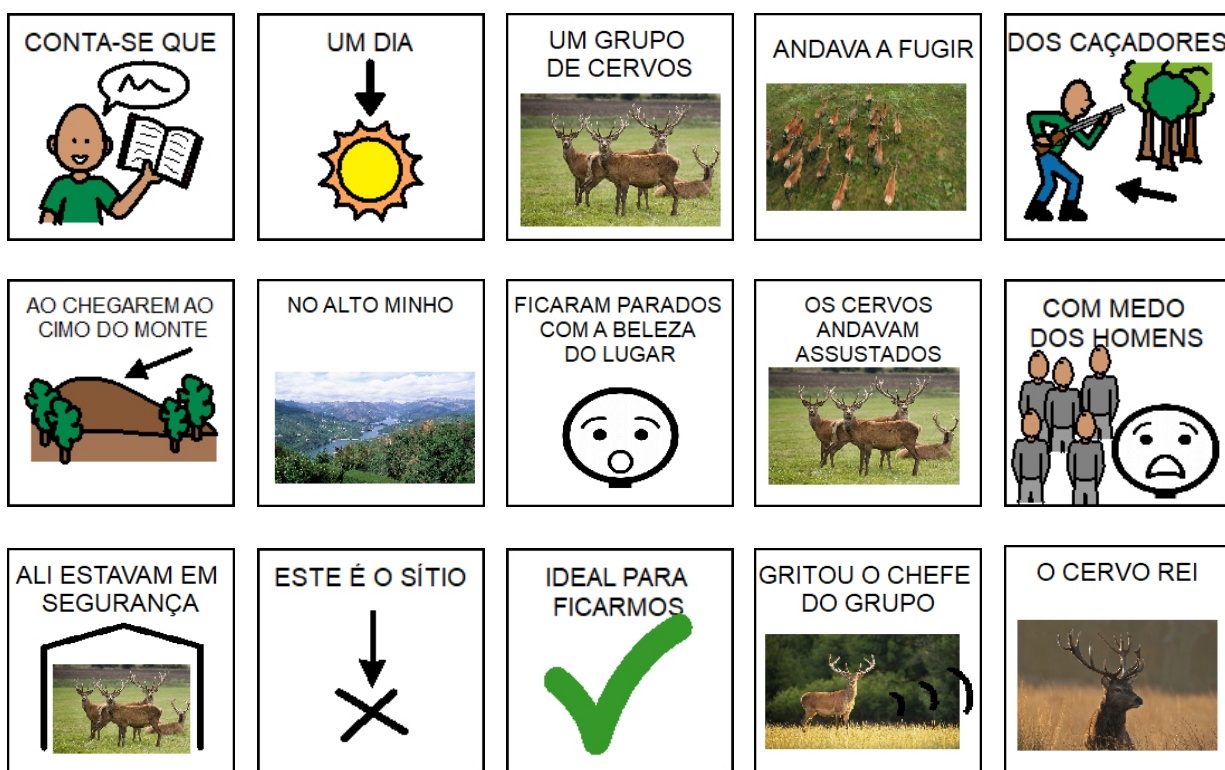 CONTA-SE QUE
UM DIA
UM GRUPO
DE CERVOS
ANDAVA A FUGIR
DOS CAÇADORES
AO CHEGAREM AO
CIMO DO MONTE
NO ALTO MINHO
FICARAM PARADOS
COM A BELEZA
DO LUGAR
OS CERVOS
ANDAVAM
ASSUSTADOS
COM MEDO
DOS HOMENS
ALI ESTAVAM EM
SEGURANÇA
ESTE É O SÍTIO
IDEAL PARA
FICARMOS
GRITOU O CHEFE
DO GRUPO
O CERVO REI